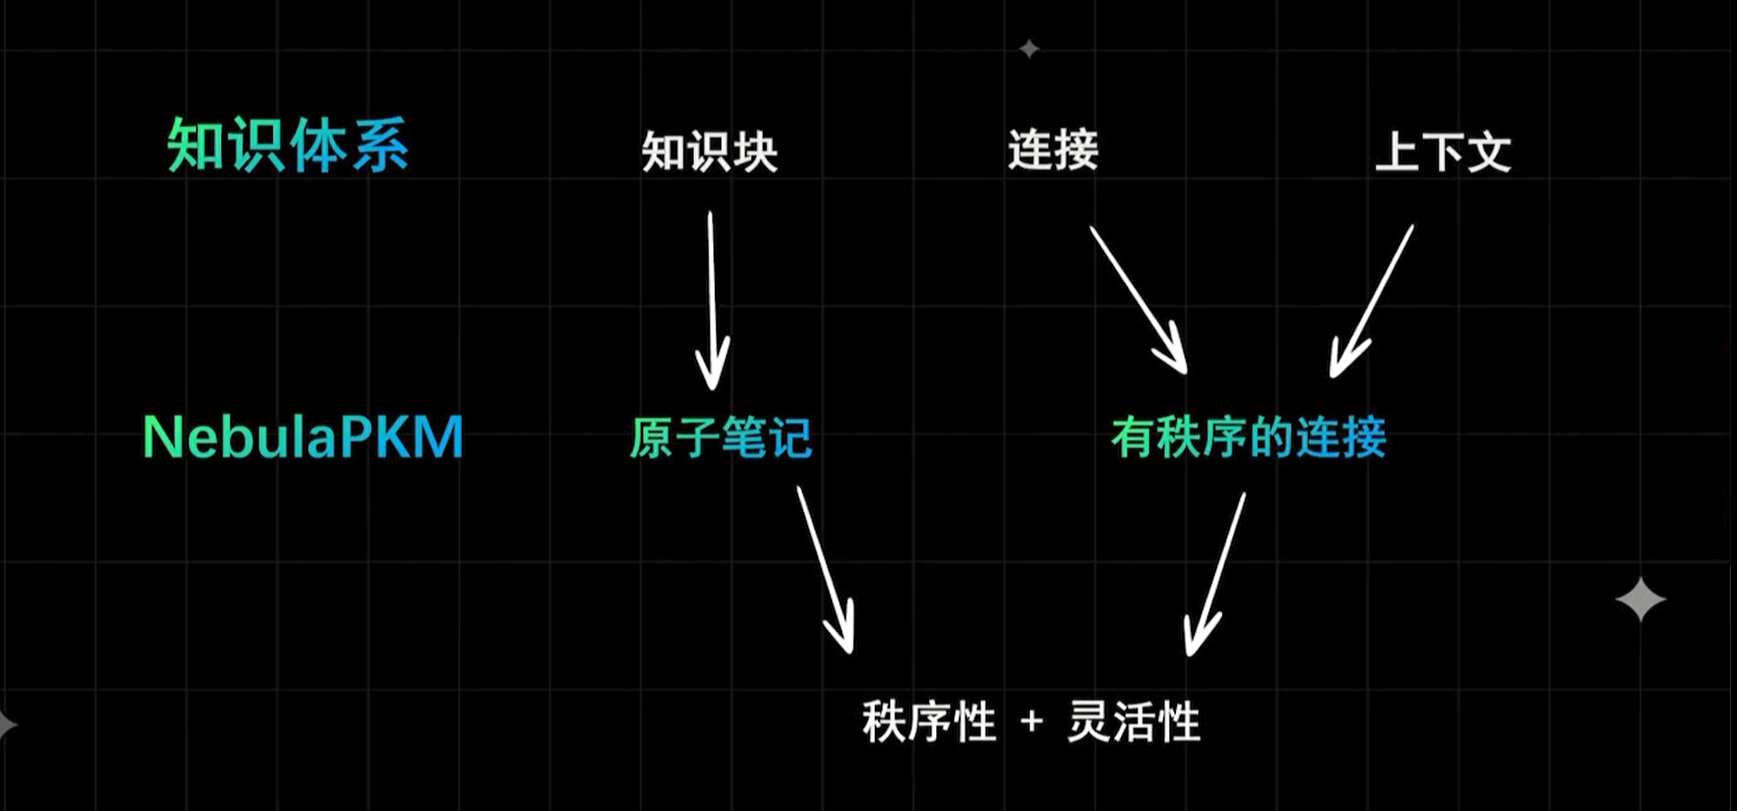 知识体系 知识块 连接 上下文
NebulaPKM 原子笔记 有秩序的连接
秩序性 + 灵活性